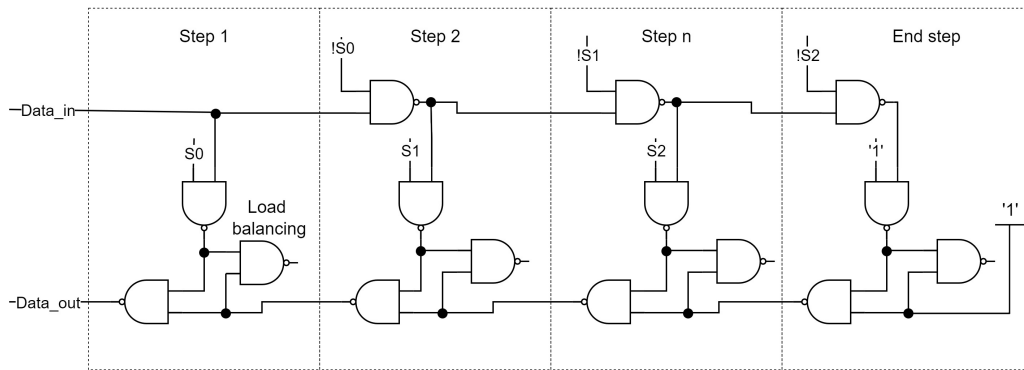 Step 1
Step 2
Step n
End step
!S0
!S1
!S2
Data_in
S0
S1
S2
'1'
Load
balancing
'1'
Data_out